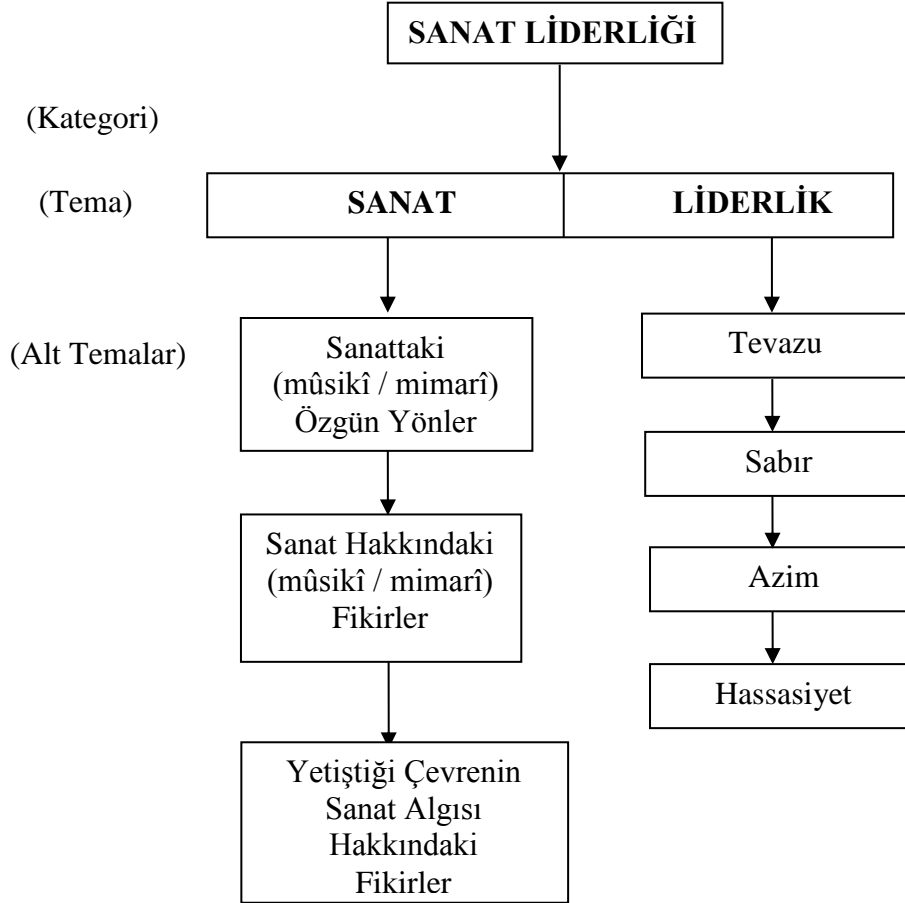 SANAT LİDERLİĞİ
(Kategori)
(Tema)
SANAT
LİDERLİK
(Alt Temalar)
Sanattaki
(mûsikî / mimarî)
Özgün Yönler
Sanat Hakkındaki
(mûsikî / mimarî)
Fikirler
Yetiştiği Çevrenin
Sanat Algısı
Hakkındaki
Fikirler
Tevazu
Sabır
Azim
Hassasiyet